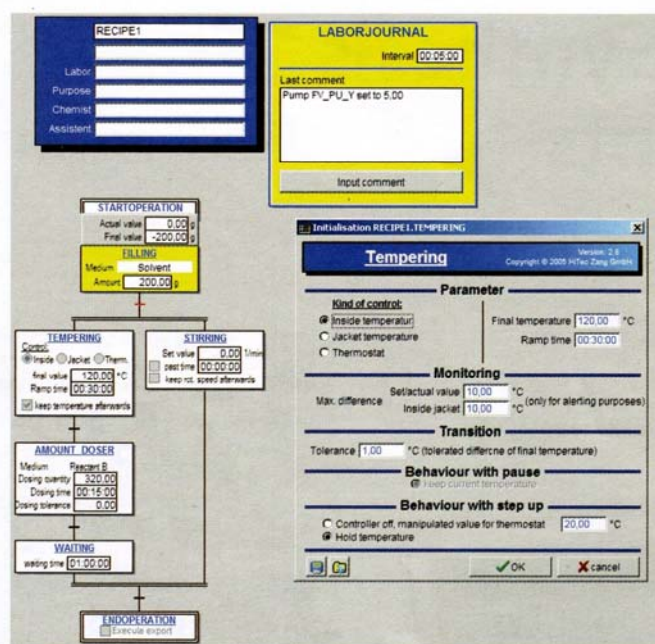 RECIPE1
Labor
Purpose
Chemist
Assistent
LABORJOURNAL
Interval 00:05:00
Last comment
Pump FV_PU_Y set to 5,00
Input comment
STARTOPERATION
Actual value 0,00 g
Final value -200,00 g
FILLING
Medium Solvent
Amount 200,00 g
TEMPERING
Control:
Inside Jacket Therm.
final value 120,00 °C
Ramp time 00:30:00
keep temperature afterwards
STIRRING
Set value 0,00 1/min
past time 00:00:00
keep rot. speed afterwards
AMOUNT_DOSER
Medium Reactant B
Dosing quantity 320,00
Dosing time 00:15:00
Dosing tolerance 0,00
WAITING
waiting time 01:00:00
ENDOPERATION
Execute export
Initialisation RECIPE1.TEMPERING
Tempering
Version: 2.6
Copyright © 2005 HiTec Zang GmbH
Parameter
Kind of control:
Inside temperatur
Jacket temperature
Thermostat
Final temperature 120,00 °C
Ramp time 00:30:00
Monitoring
Max. difference
Set/actual value 10,00 °C
Inside jacket 10,00 °C
(only for alerting purposes)
Transition
Tolerance 1,00 °C (tolerated differcne of final temperature)
Behaviour with pause
keep current temperature
Behaviour with step up
Controller off, manipulated value for thermostat 20,00 °C
Hold temperature
OK
cancel